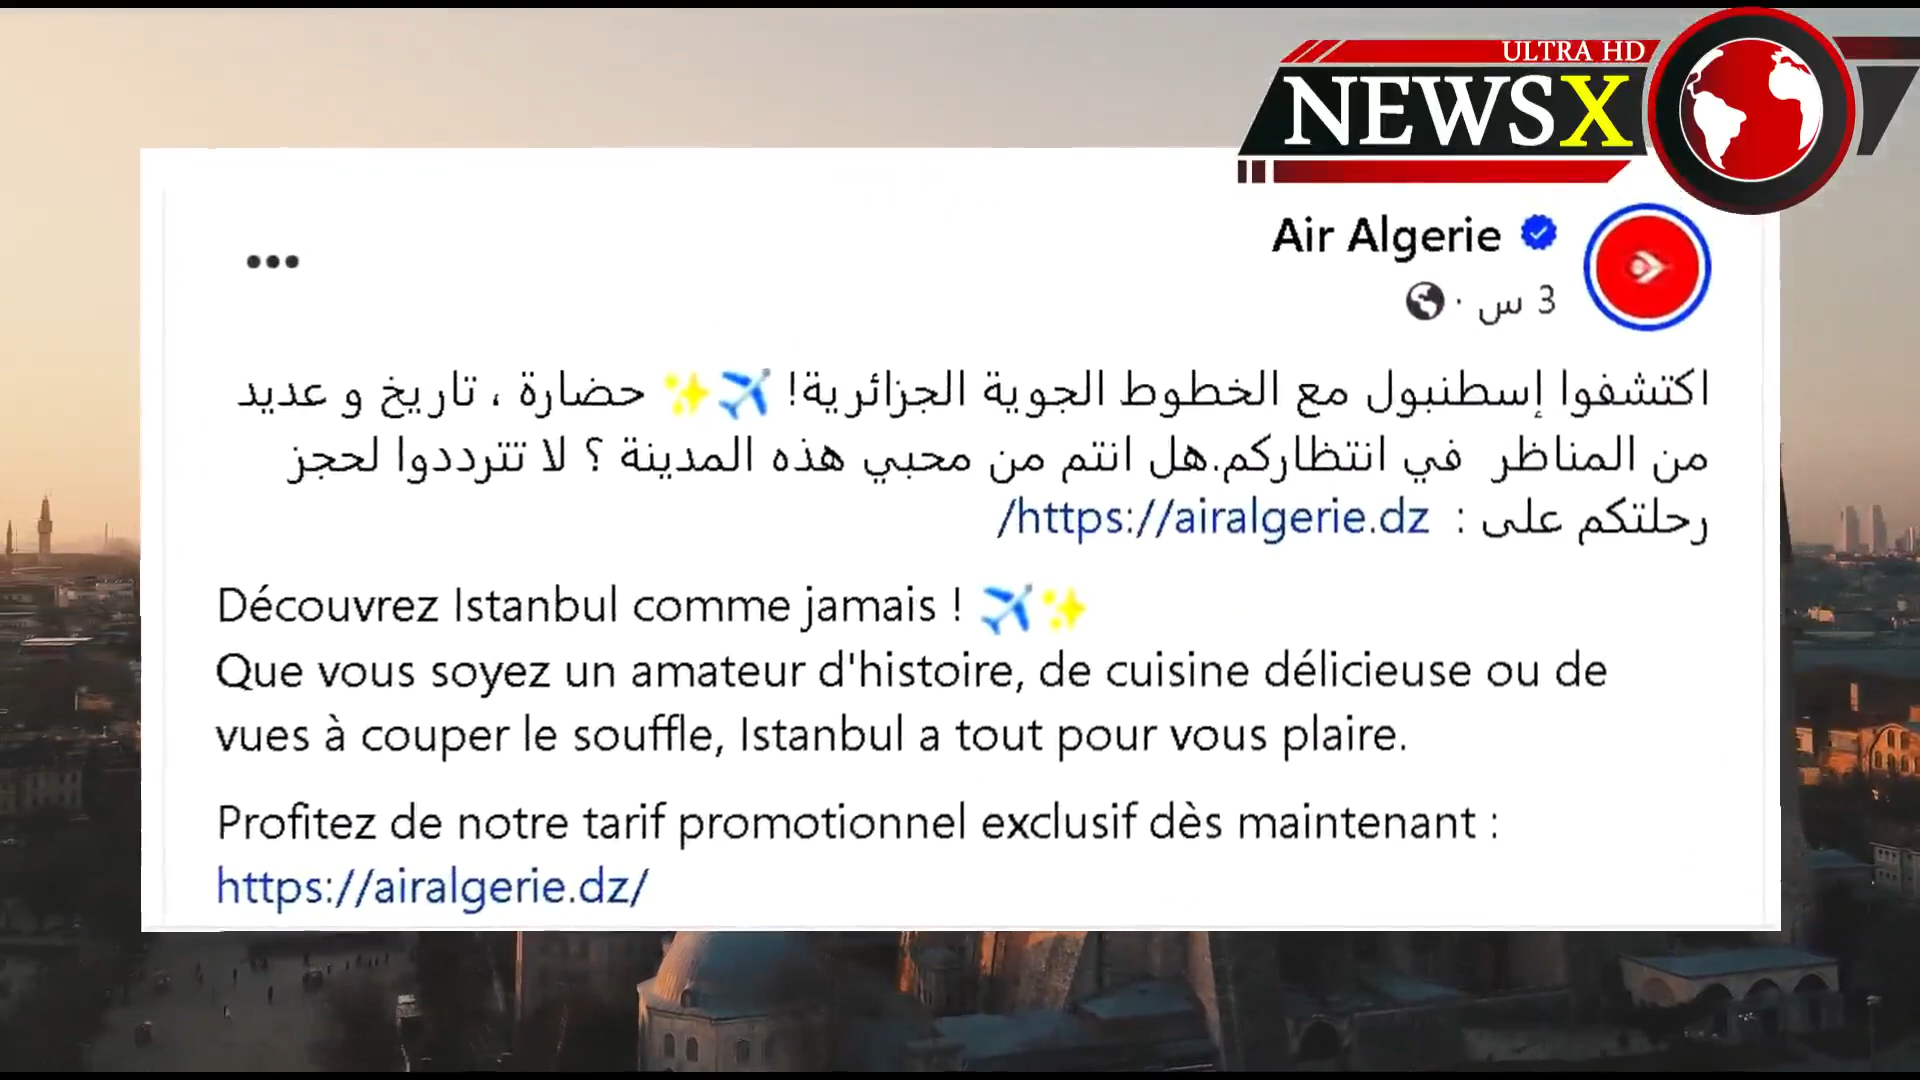 ULTRA HD
NEWSX
Air Algerie
3 س ·
اكتشفوا إسطنبول مع الخطوط الجوية الجزائرية! ✈️✨ حضارة ، تاريخ و عديد
من المناظر في انتظاركم.هل انتم من محبي هذه المدينة ؟ لا تترددوا لحجز
رحلتكم على : https://airalgerie.dz/
Découvrez Istanbul comme jamais ! ✈️✨
Que vous soyez un amateur d'histoire, de cuisine délicieuse ou de
vues à couper le souffle, Istanbul a tout pour vous plaire.
Profitez de notre tarif promotionnel exclusif dès maintenant :
https://airalgerie.dz/